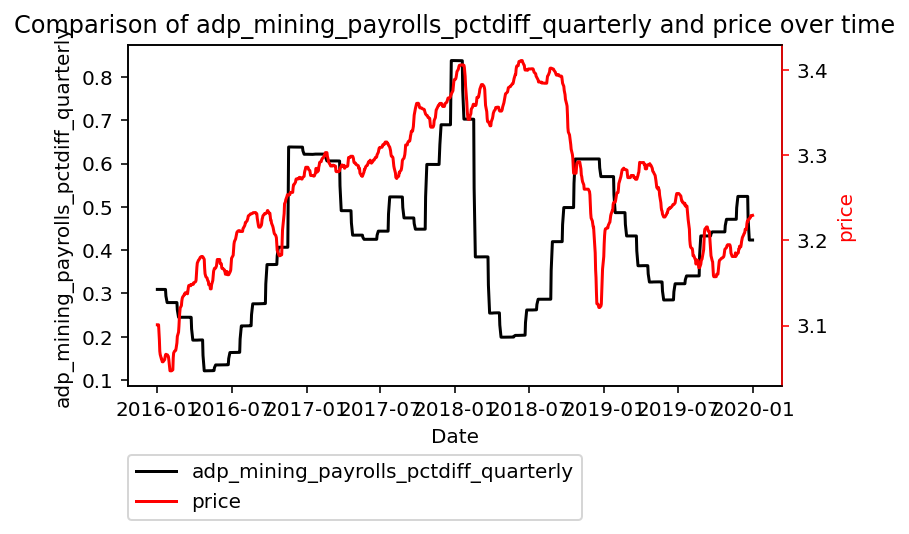 Comparison of adp_mining_payrolls_pctdiff_quarterly and price over time
adp_mining_payrolls_pctdiff_quarterly
0.8
0.7
0.6
0.5
0.4
0.3
0.2
0.1
3.4
3.3
3.2
3.1
price
2016-01 2016-07 2017-01 2017-07 2018-01 2018-07 2019-01 2019-07 2020-01
Date
adp_mining_payrolls_pctdiff_quarterly
price